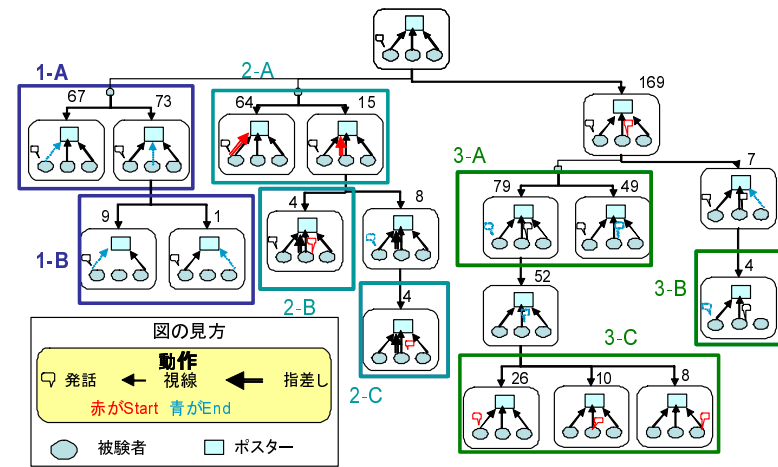 169
1-A
2-A
67
73
64
15
3-A
7
79
49
9
1
4
8
1-B
52
2-B
4
3-B
4
3-C
図の見方
動作
発話
視線
指差し
赤がStart
青がEnd
2-C
26
10
8
被験者
ポスター